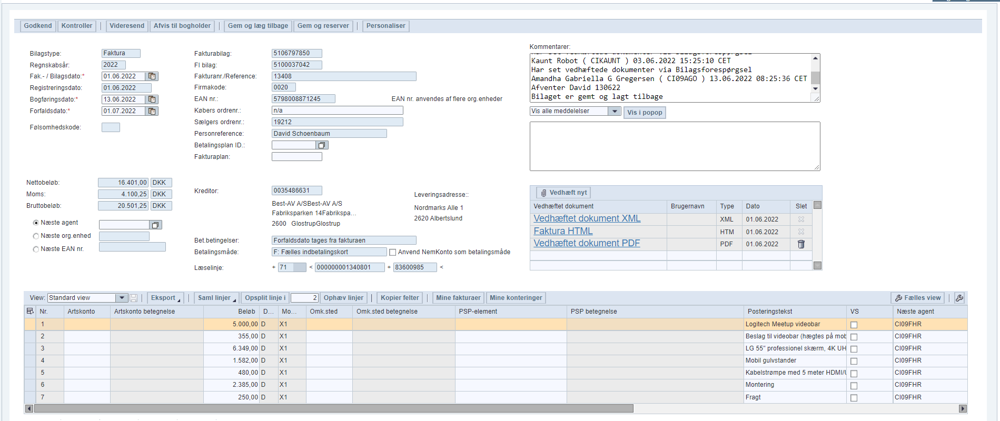 Godkend Kontroller Videresend Afvis til bogholder Gem og læg tilbage Gem og reserver Personaliser
Bilagstype: Faktura
Regnskabsår: 2022
Fak.- / Bilagsdato:* 01.06.2022
Registreringsdato: 01.06.2022
Bogføringsdato:* 13.06.2022
Forfaldsdato:* 01.07.2022
Følsomhedskode:
Fakturabilag: 5106797850
FI bilag: 5100037042
Fakturanr./Reference: 13408
Firmakode: 0020
EAN nr.: 5798008871245 EAN nr. anvendes af flere org.enheder
Købers ordrenr.: n/a
Sælgers ordrenr.: 19212
Personreference: David Schoenbaum
Betalingsplan ID.:
Fakturaplan:
Kommentarer:
Kaunt Robot ( CIKAUNT ) 03.06.2022 15:25:10 CET
Har set vedhæftede dokumenter via Bilagsforespørgsel
Amandha Gabriella G Gregersen ( CI09AGO ) 13.06.2022 08:25:36 CET
Afventer David 130622
Bilaget er gemt og lagt tilbage
Vis alle meddelelser Vis i popop
Nettobeløb: 16.401,00 DKK
Moms: 4.100,25 DKK
Bruttobeløb: 20.501,25 DKK
Næste agent
Næste org.enhed
Næste EAN nr.
Kreditor: 0035486631
Best-AV A/SBest-AV A/S
Fabriksparken 14Fabrikspa...
2600 GlostrupGlostrup
Leveringsadresse::
Nordmarks Alle 1
2620 Albertslund
Bet.betingelser: Forfaldsdato tages fra fakturaen
Betalingsmåde: F: Fælles indbetalingskort Anvend NemKonto som betalingsmåde
Læselinje: + 71 < 000000001340801 + 83600985 <
Vedhæft nyt
Vedhæftet dokument Brugernavn Type Dato Slet
Vedhæftet dokument XML XML 01.06.2022
Faktura HTML HTM 01.06.2022
Vedhæftet dokument PDF PDF 01.06.2022
View: Standard view Eksport Saml linjer Opsplit linje i 2 Ophæv linjer Kopier felter Mine fakturaer Mine konteringer Fælles view
Nr. Artskonto Artskonto betegnelse Beløb D... Mo... Omk.sted Omk.sted betegnelse PSP-element PSP betegnelse Posteringstekst VS Næste agent
1 5.000,00 D X1 Logitech Meetup videobar CI09FHR
2 355,00 D X1 Beslag til videobar (hægtes på mob CI09FHR
3 6.349,00 D X1 LG 55" professionel skærm, 4K UH CI09FHR
4 1.582,00 D X1 Mobil gulvstander CI09FHR
5 480,00 D X1 Kabelstrømpe med 5 meter HDMI/U CI09FHR
6 2.385,00 D X1 Montering CI09FHR
7 250,00 D X1 Fragt CI09FHR